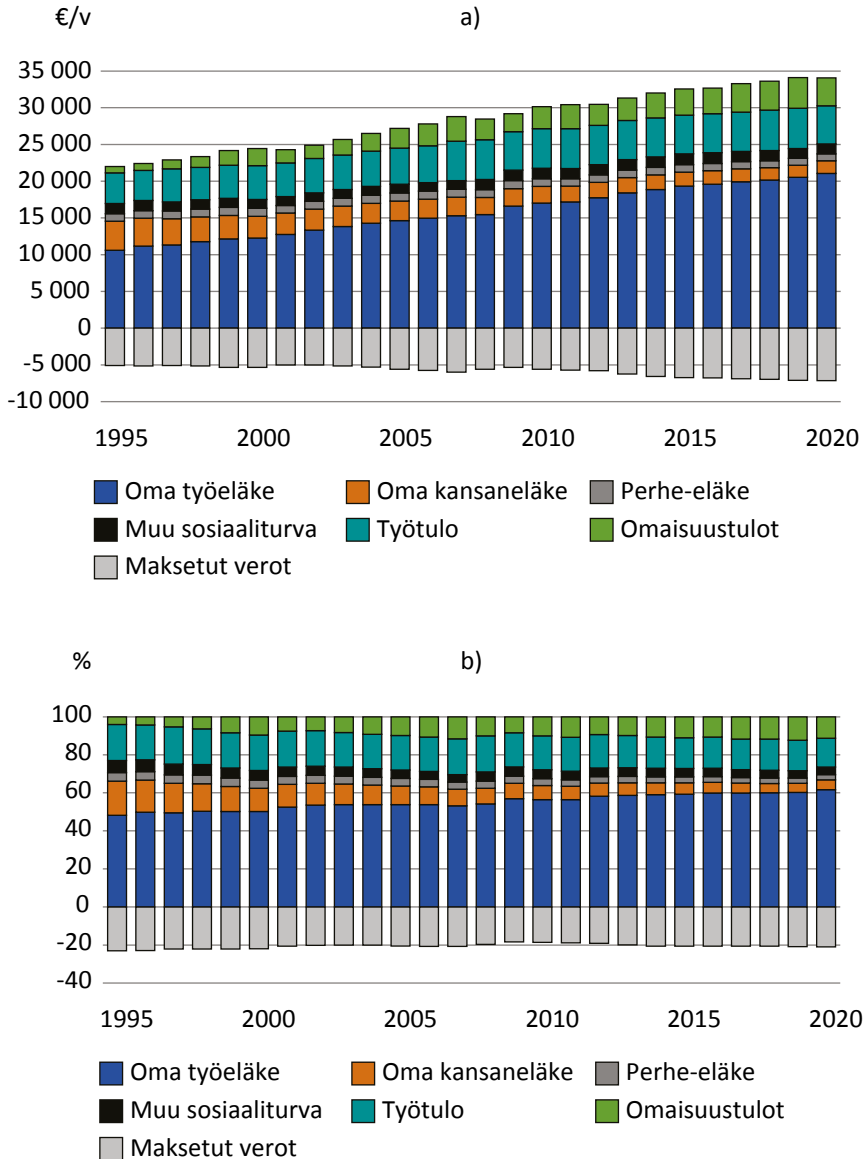 €/v
a)
35 000
30 000
25 000
20 000
15 000
10 000
5 000
0
-5 000
-10 000
1995 2000 2005 2010 2015 2020
Oma työeläke Oma kansaneläke Perhe-eläke
Muu sosiaaliturva Työtulo Omaisuustulot
Maksetut verot
%
b)
100
80
60
40
20
0
-20
-40
1995 2000 2005 2010 2015 2020
Oma työeläke Oma kansaneläke Perhe-eläke
Muu sosiaaliturva Työtulo Omaisuustulot
Maksetut verot